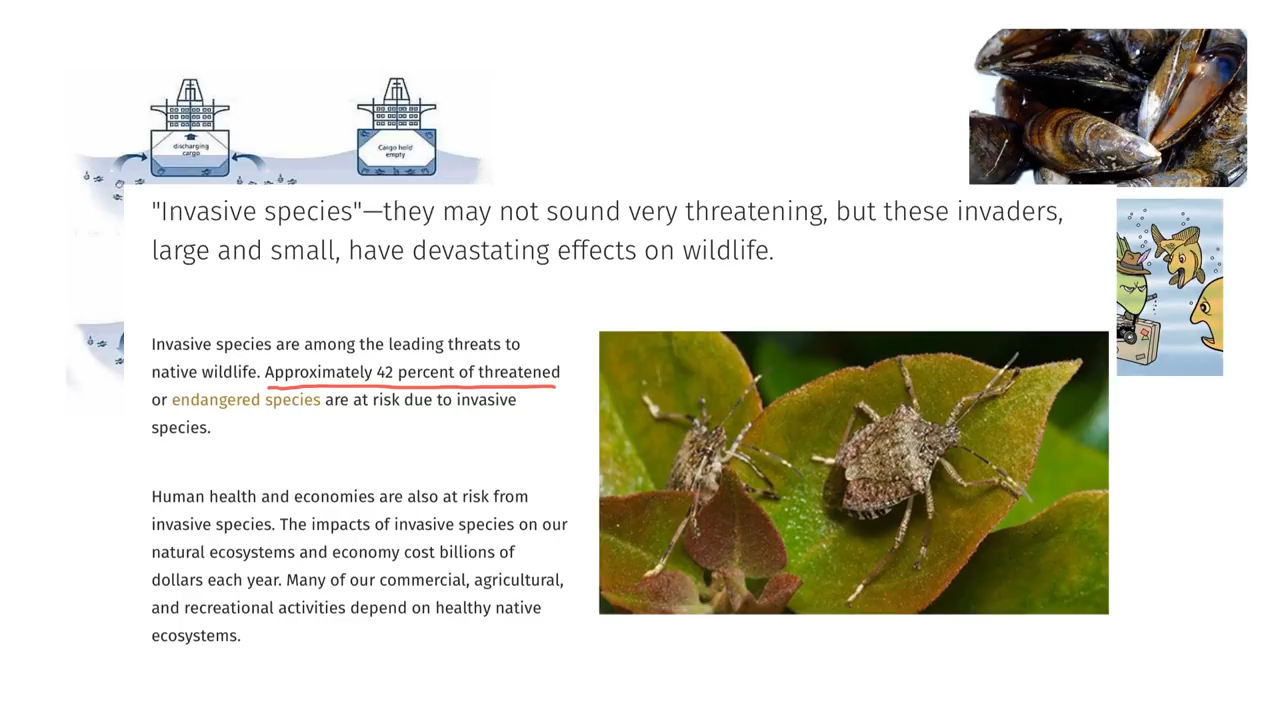 discharging
cargo
Cargo hold
empty
"Invasive species"—they may not sound very threatening, but these invaders,
large and small, have devastating effects on wildlife.
Invasive species are among the leading threats to
native wildlife. Approximately 42 percent of threatened
or endangered species are at risk due to invasive
species.
Human health and economies are also at risk from
invasive species. The impacts of invasive species on our
natural ecosystems and economy cost billions of
dollars each year. Many of our commercial, agricultural,
and recreational activities depend on healthy native
ecosystems.